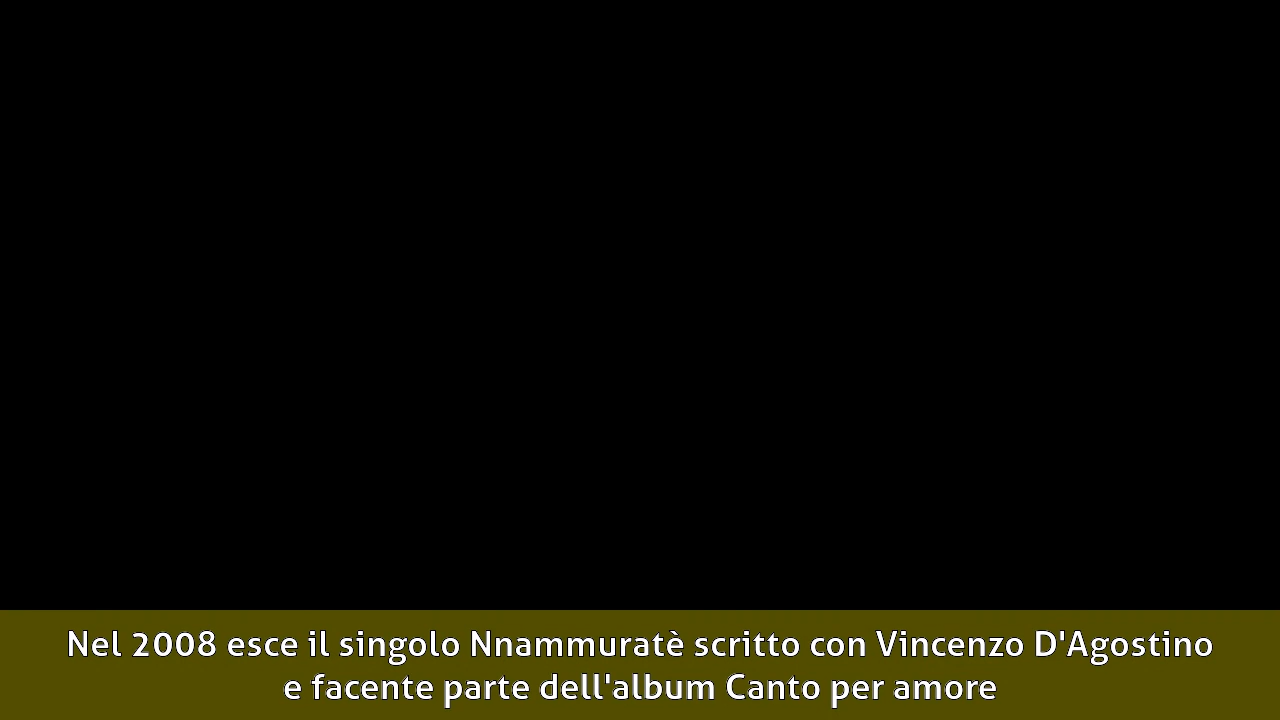 Nel 2008 esce il singolo Nnammuratè scritto con Vincenzo D'Agostino
e facente parte dell'album Canto per amore